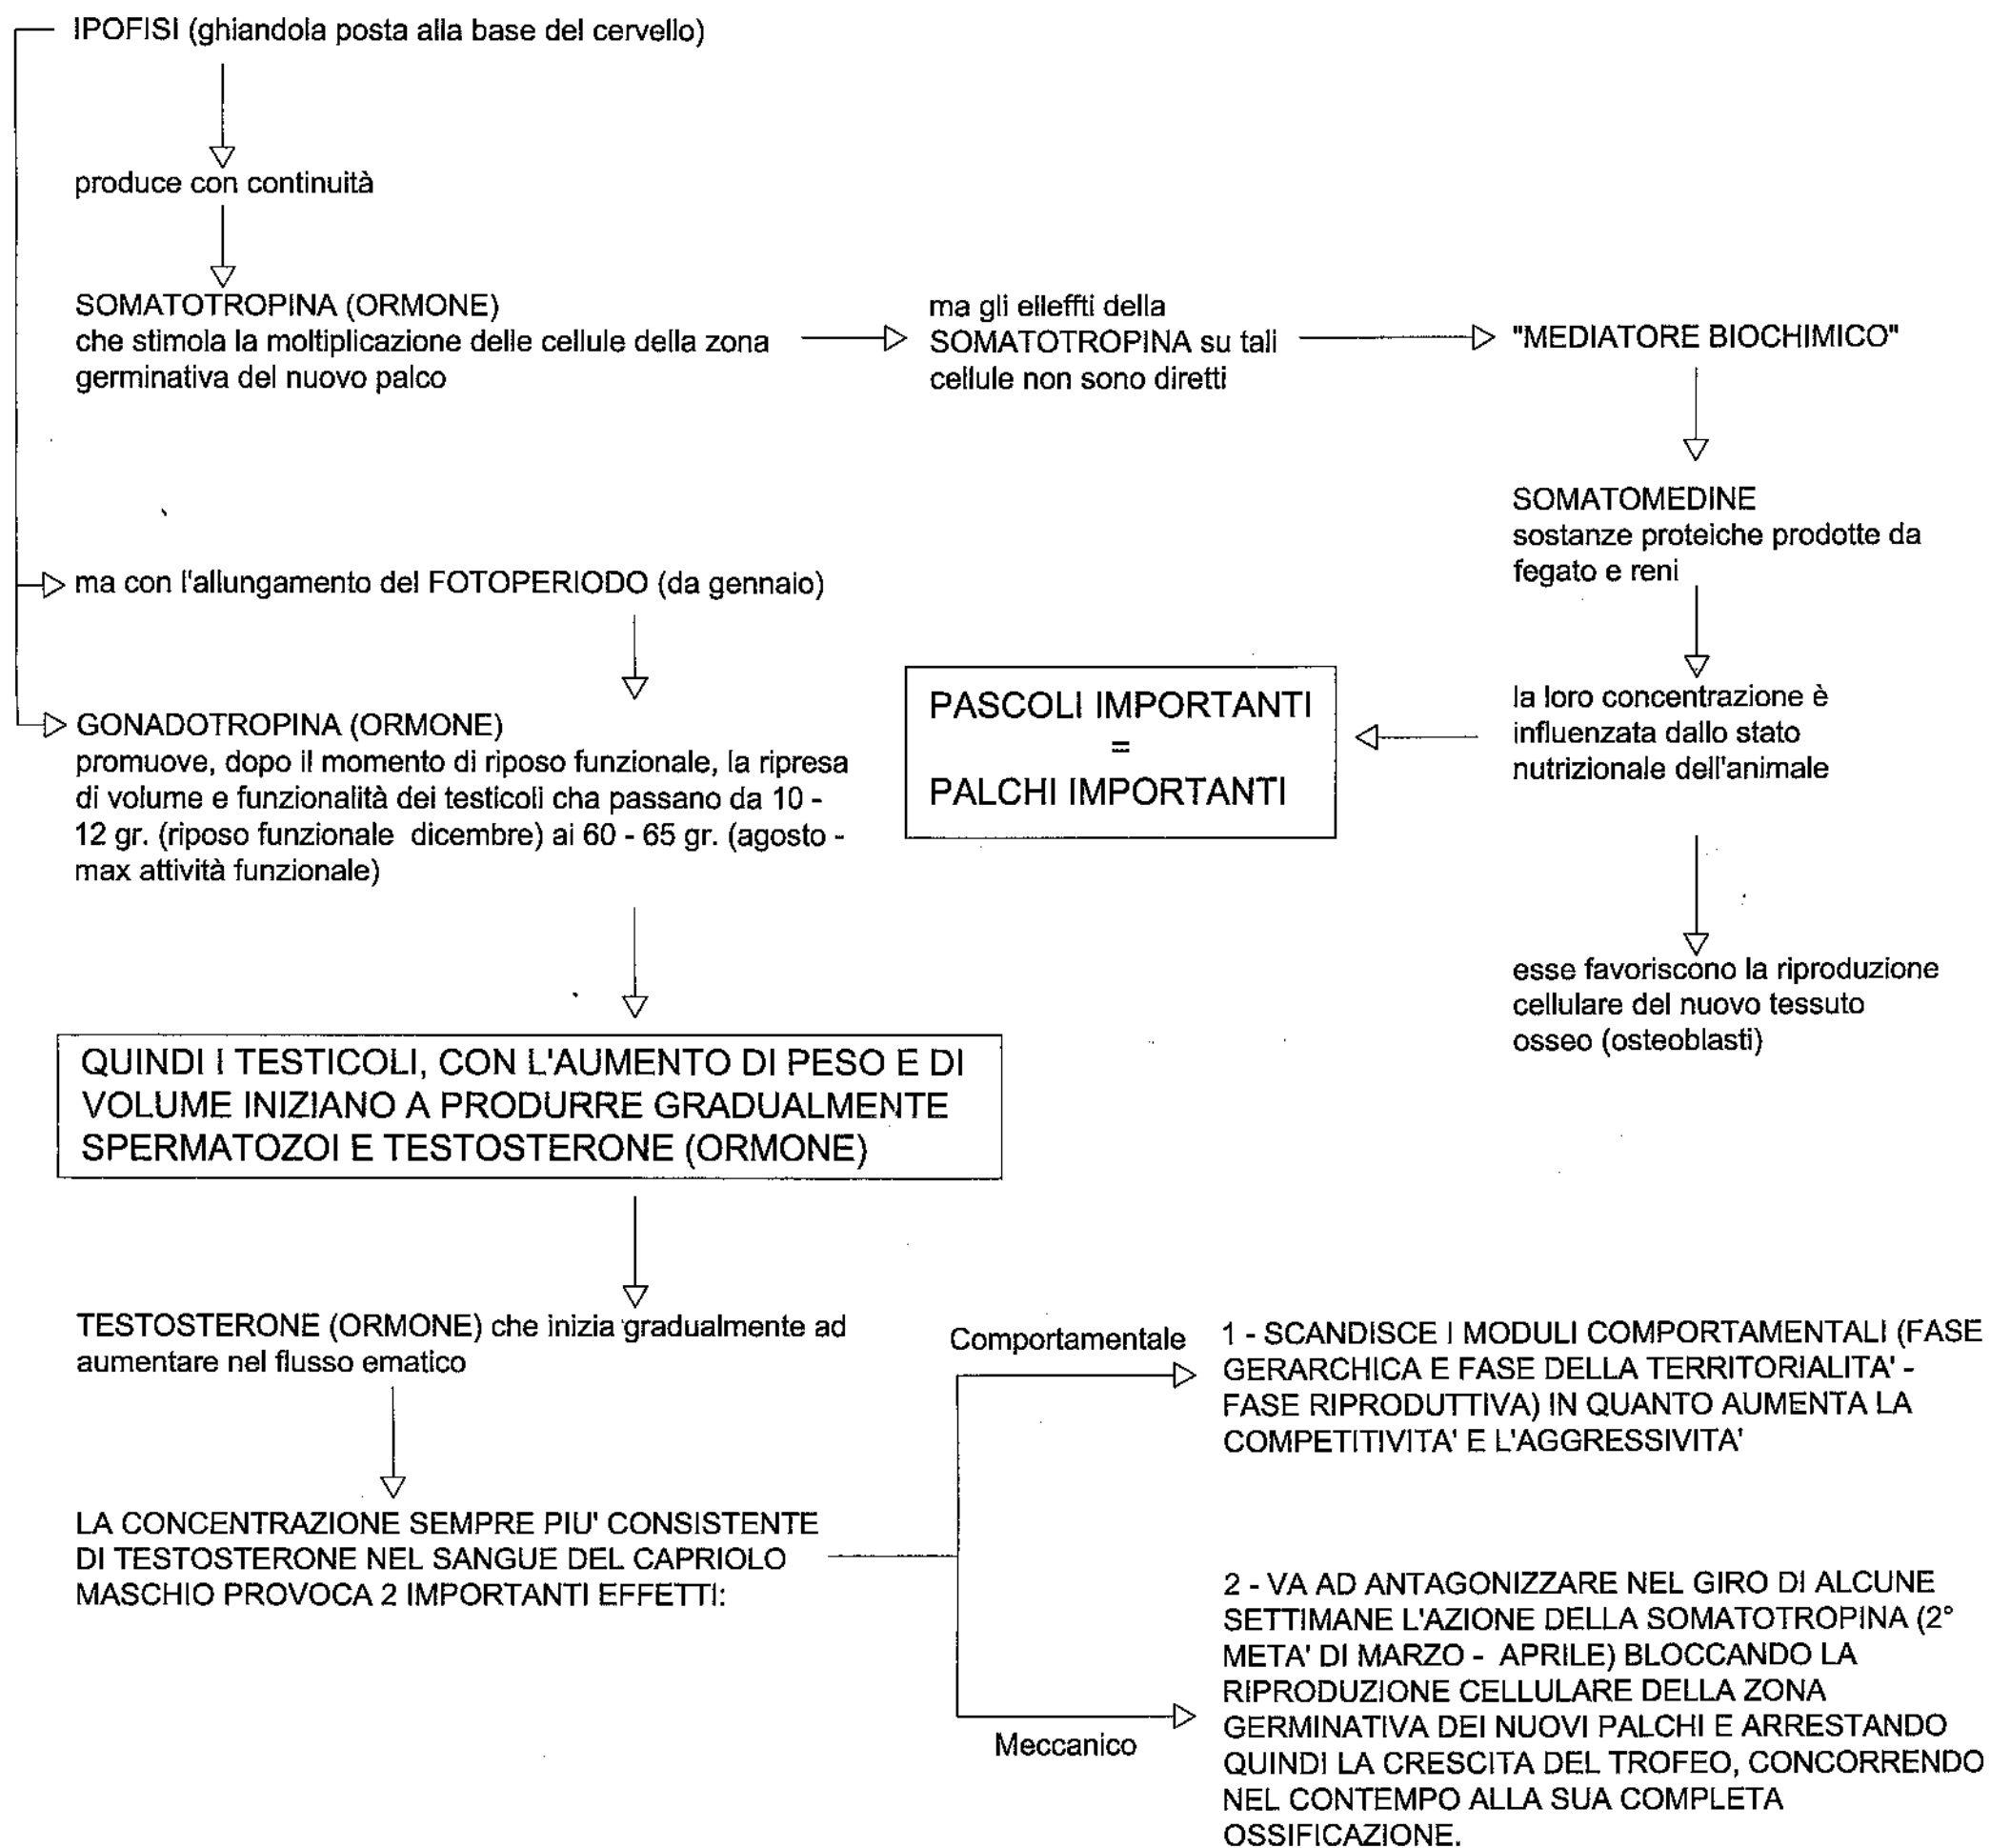 IPOFISI (ghiandola posta alla base del cervello)
produce con continuità
SOMATOTROPINA (ORMONE)
che stimola la moltiplicazione delle cellule della zona
germinativa del nuovo palco
ma gli elleffti della
SOMATOTROPINA su tali
cellule non sono diretti
"MEDIATORE BIOCHIMICO"
SOMATOMEDINE
sostanze proteiche prodotte da
fegato e reni
la loro concentrazione è
influenzata dallo stato
nutrizionale dell'animale
PASCOLI IMPORTANTI
=
PALCHI IMPORTANTI
esse favoriscono la riproduzione
cellulare del nuovo tessuto
osseo (osteoblasti)
ma con l'allungamento del FOTOPERIODO (da gennaio)
GONADOTROPINA (ORMONE)
promuove, dopo il momento di riposo funzionale, la ripresa
di volume e funzionalità dei testicoli cha passano da 10 -
12 gr. (riposo funzionale dicembre) ai 60 - 65 gr. (agosto -
max attività funzionale)
QUINDI I TESTICOLI, CON L'AUMENTO DI PESO E DI
VOLUME INIZIANO A PRODURRE GRADUALMENTE
SPERMATOZOI E TESTOSTERONE (ORMONE)
TESTOSTERONE (ORMONE) che inizia gradualmente ad
aumentare nel flusso ematico
LA CONCENTRAZIONE SEMPRE PIU' CONSISTENTE
DI TESTOSTERONE NEL SANGUE DEL CAPRIOLO
MASCHIO PROVOCA 2 IMPORTANTI EFFETTI:
Comportamentale
1 - SCANDISCE I MODULI COMPORTAMENTALI (FASE
GERARCHICA E FASE DELLA TERRITORIALITA' -
FASE RIPRODUTTIVA) IN QUANTO AUMENTA LA
COMPETITIVITA' E L'AGGRESSIVITA'
Meccanico
2 - VA AD ANTAGONIZZARE NEL GIRO DI ALCUNE
SETTIMANE L'AZIONE DELLA SOMATOTROPINA (2°
META' DI MARZO - APRILE) BLOCCANDO LA
RIPRODUZIONE CELLULARE DELLA ZONA
GERMINATIVA DEI NUOVI PALCHI E ARRESTANDO
QUINDI LA CRESCITA DEL TROFEO, CONCORRENDO
NEL CONTEMPO ALLA SUA COMPLETA
OSSIFICAZIONE.